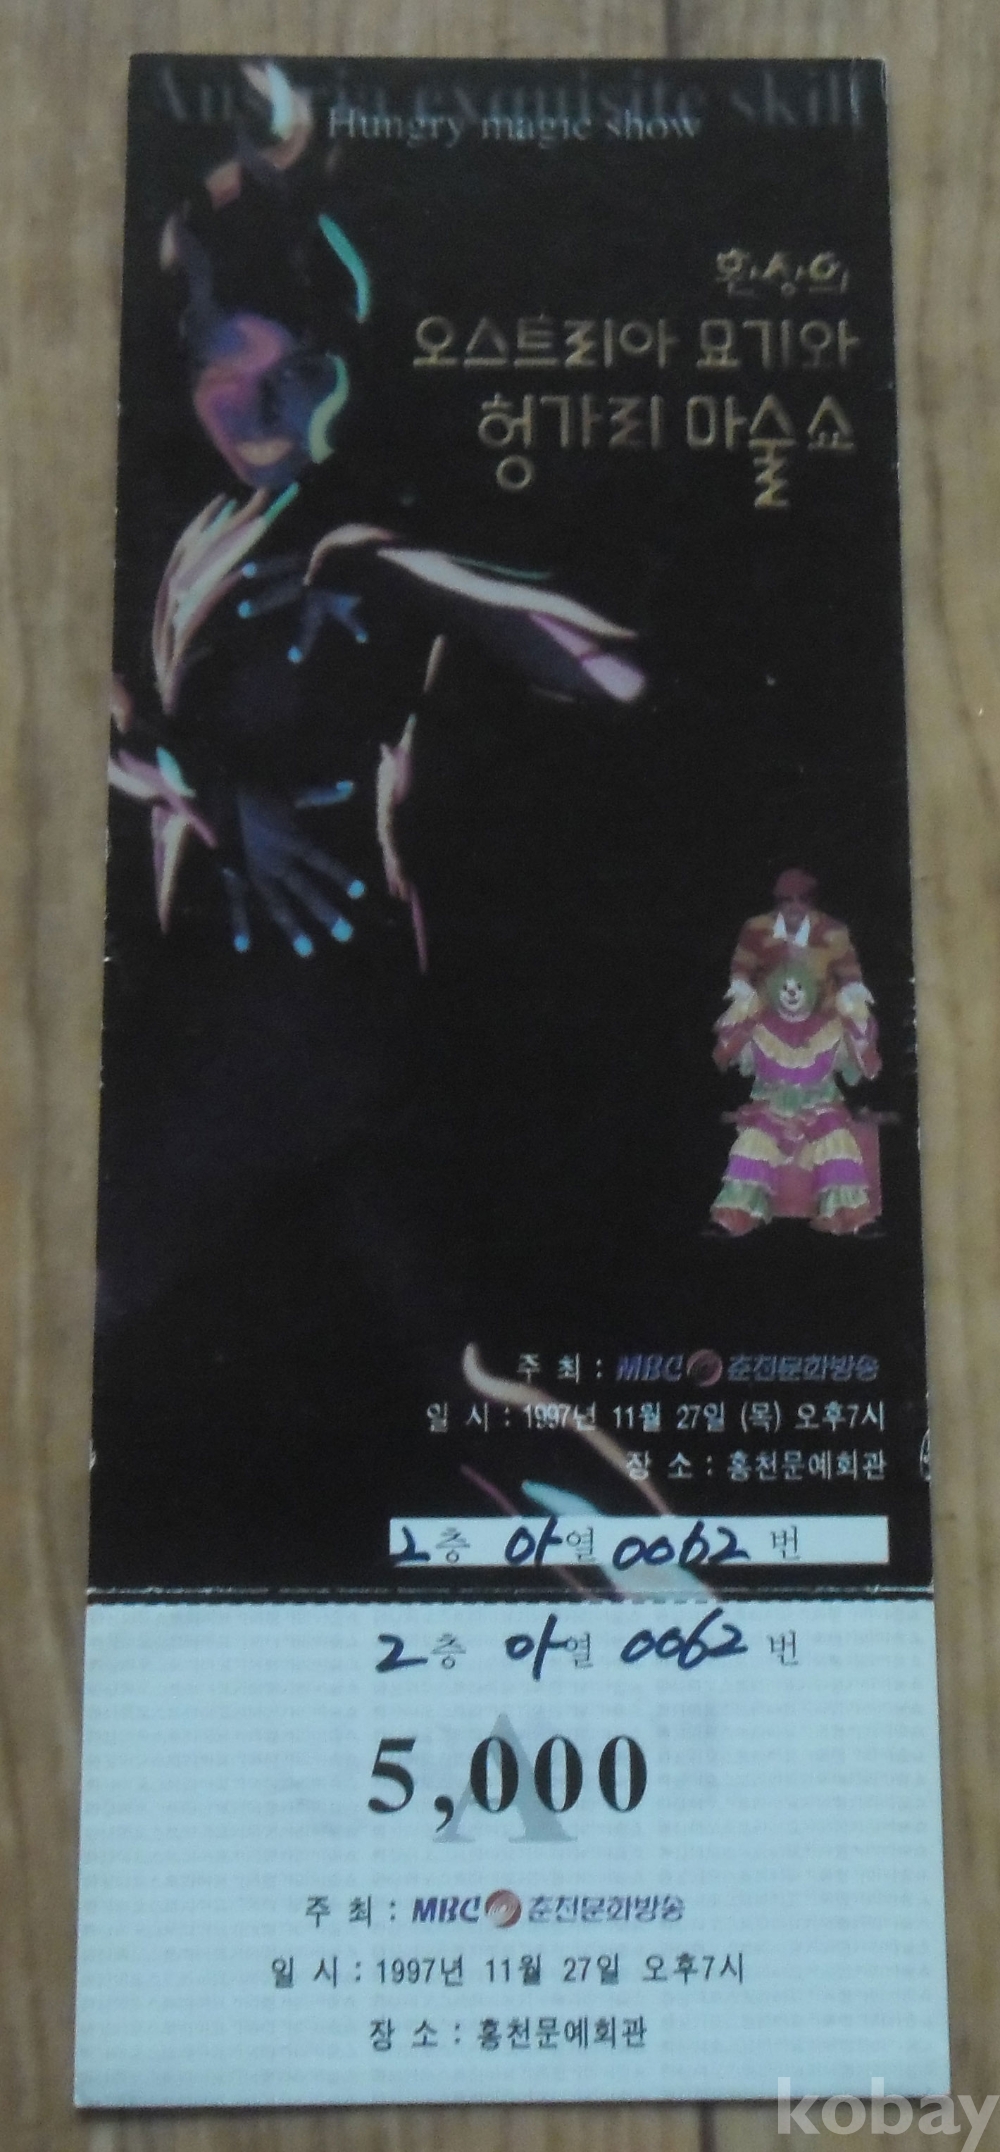 Austria exquisite skill
Hungry magic show
환상의
오스트리아 묘기와
헝가리 마술쇼
주 최 : MBC 춘천문화방송
일 시 : 1997년 11월 27일 (목) 오후7시
장 소 : 홍천문예회관
2 층 아 열 0062 번
2 층 아 열 0062 번
A
5,000
주 최 : MBC 춘천문화방송
일 시 : 1997년 11월 27일 오후7시
장 소 : 홍천문예회관
kobay